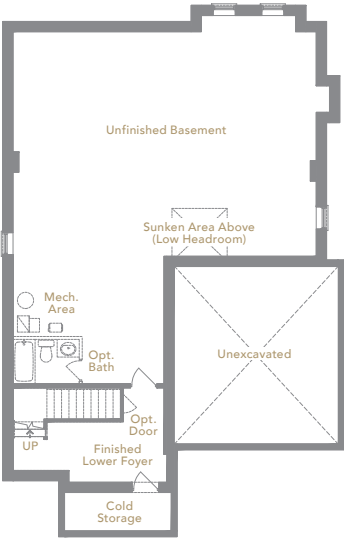 Unfinished Basement
Sunken Area Above
(Low Headroom)
Mech.
Area
Opt.
Bath
Unexcavated
Opt.
Door
UP
Finished
Lower Foyer
Cold
Storage